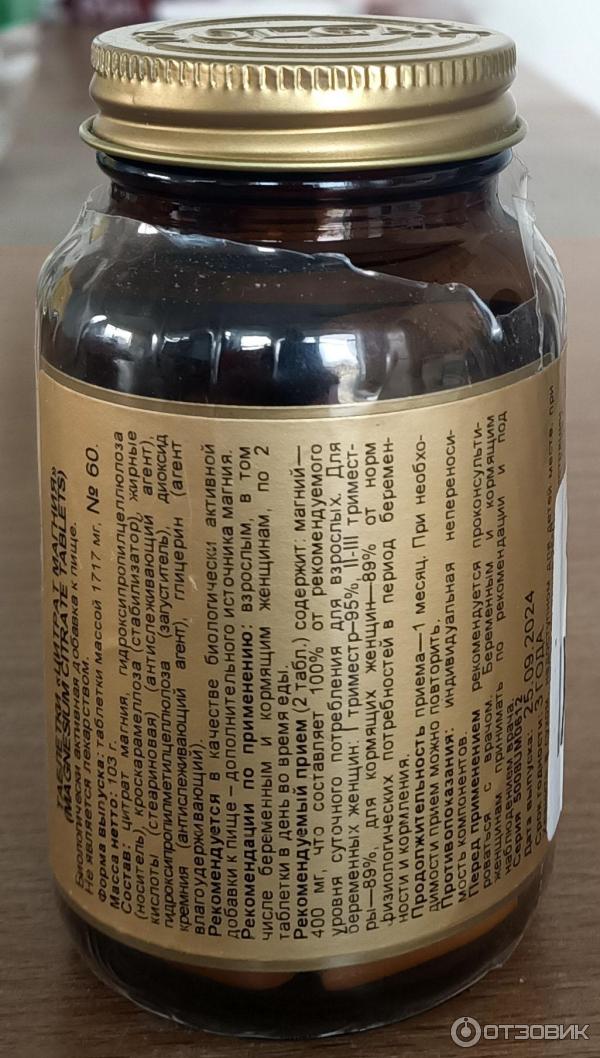 SOLGAR
ТАБЛЕТКИ «ЦИТРАТ МАГНИЯ»
(MAGNESIUM CITRATE TABLETS)
Биологически активная добавка к пище.
Не является лекарством.
Форма выпуска: таблетки массой 1717 мг, № 60.
Масса нетто: 103 г.
Состав: цитрат магния, гидроксипропилцеллюлоза
(носитель), кроскарамеллоза (стабилизатор), жирные
кислоты (стеариновая) (антислеживающий агент),
гидроксипропилметилцеллюлоза (загуститель), диоксид
кремния (антислеживающий агент), глицерин (агент
влагоудерживающий).
Рекомендуется в качестве биологически активной
добавки к пище – дополнительного источника магния.
Рекомендации по применению: взрослым, в том
числе беременным и кормящим женщинам, по 2
таблетки в день во время еды.
Рекомендуемый прием (2 табл.) содержит: магний—
400 мг, что составляет 100% от рекомендуемого
уровня суточного потребления для взрослых. Для
беременных женщин: I триместр–95%, II-III тримест-
ры—89%, для кормящих женщин—89% от норм
физиологических потребностей в период беремен-
ности и кормления.
Продолжительность приема—1 месяц. При необхо-
димости прием можно повторить.
Противопоказания: индивидуальная непереноси-
мость компонентов.
Перед применением рекомендуется проконсульти-
роваться с врачом. Беременным и кормящим
женщинам принимать по рекомендации и под
наблюдением врача.
Серия:
Дата выпуска: 25.09.2024
Срок годности: 3 ГОДА
для детей месте, при
ОТЗОВИК